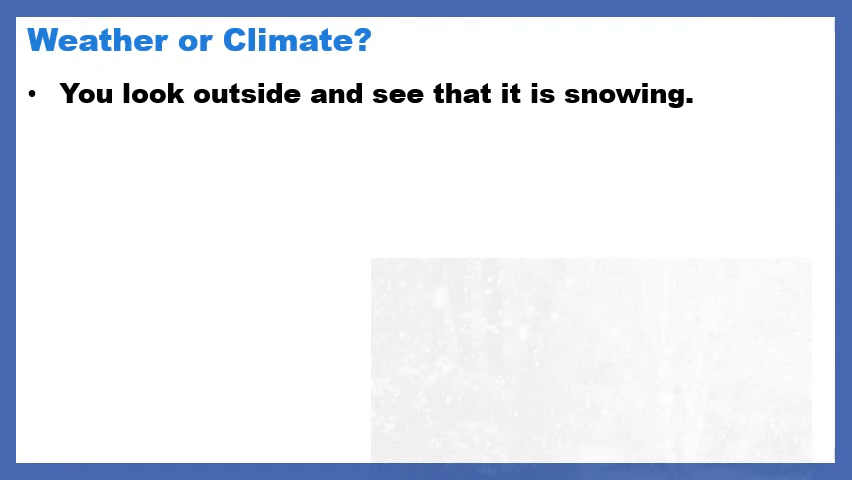 Weather or Climate?
• You look outside and see that it is snowing.